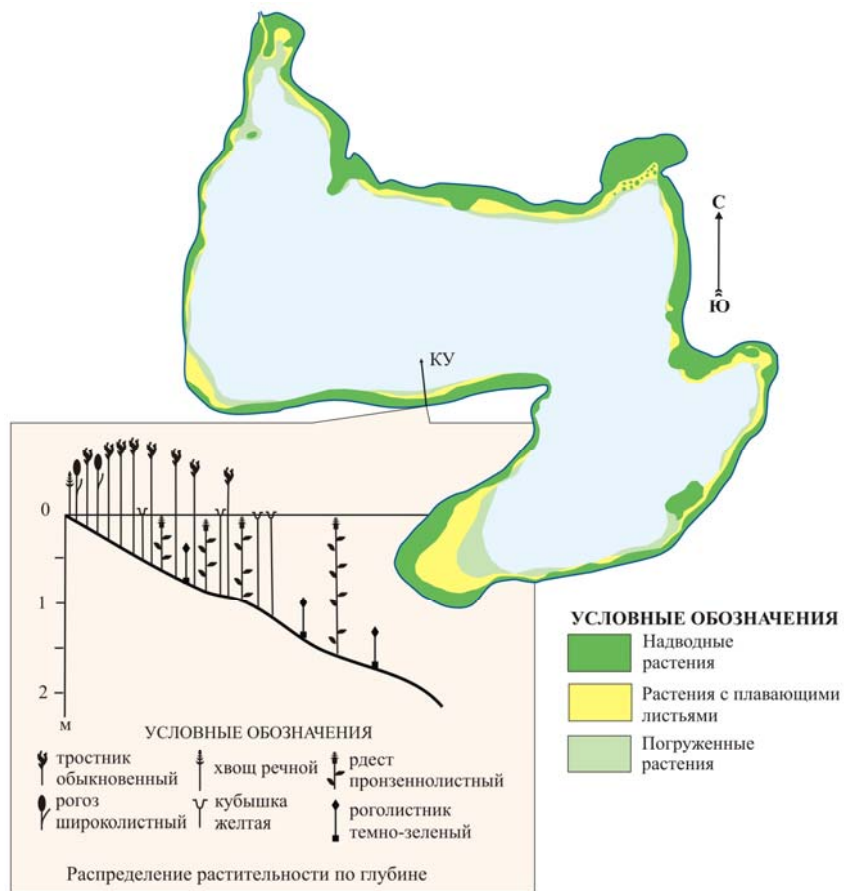 С
Ю
КУ
0
1
2
м
УСЛОВНЫЕ ОБОЗНАЧЕНИЯ
тростник
обыкновенный
хвощ речной
рдест
пронзеннолистный
рогоз
широколистный
кубышка
желтая
роголистник
темно-зеленый
Распределение растительности по глубине
УСЛОВНЫЕ ОБОЗНАЧЕНИЯ
Надводные
растения
Растения с плавающими
листьями
Погруженные
растения